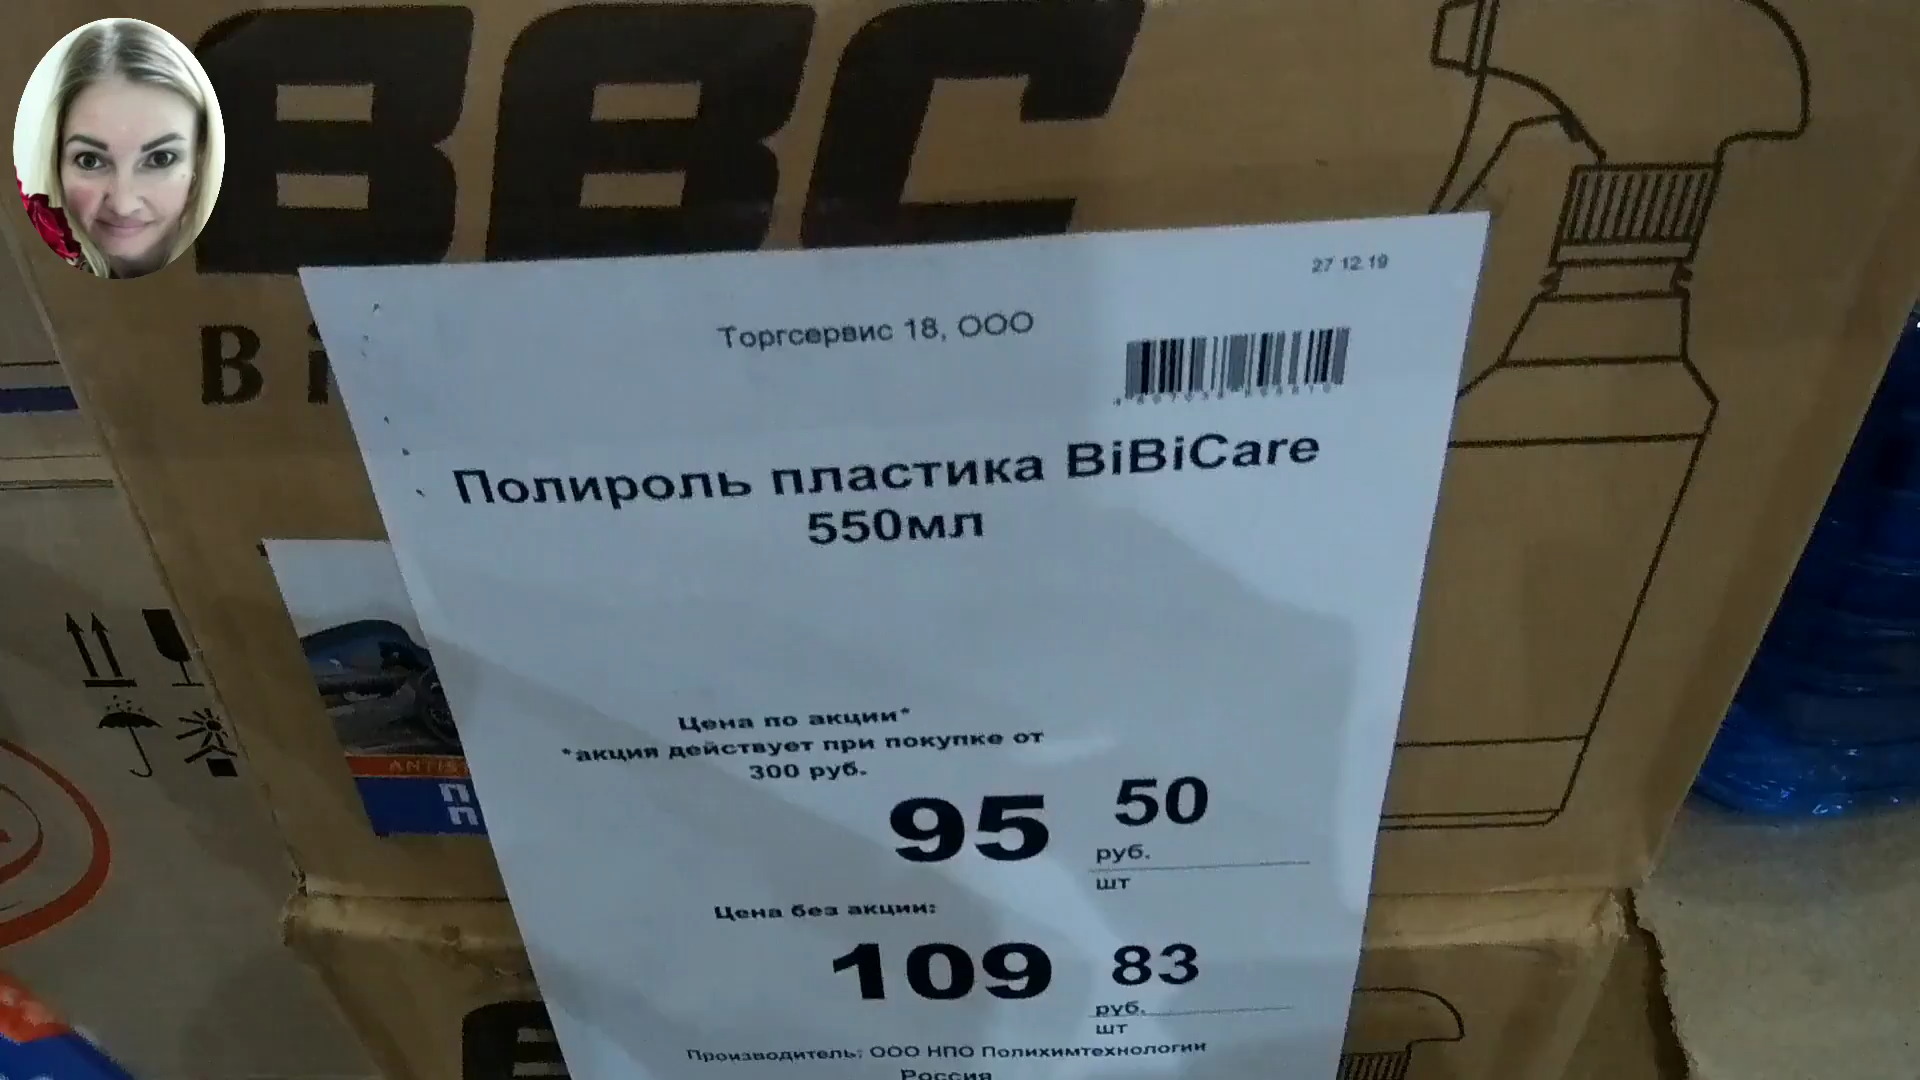 BBC
Bi
27 12 19
Торгсервис 18, ООО
Полироль пластика BiBiCare
550мл
Цена по акции*
*акция действует при покупке от
300 руб.
95 50
руб.
шт
Цена без акции:
109 83
руб.
шт
Производитель: ООО НПО Полихимтехнологии
Россия